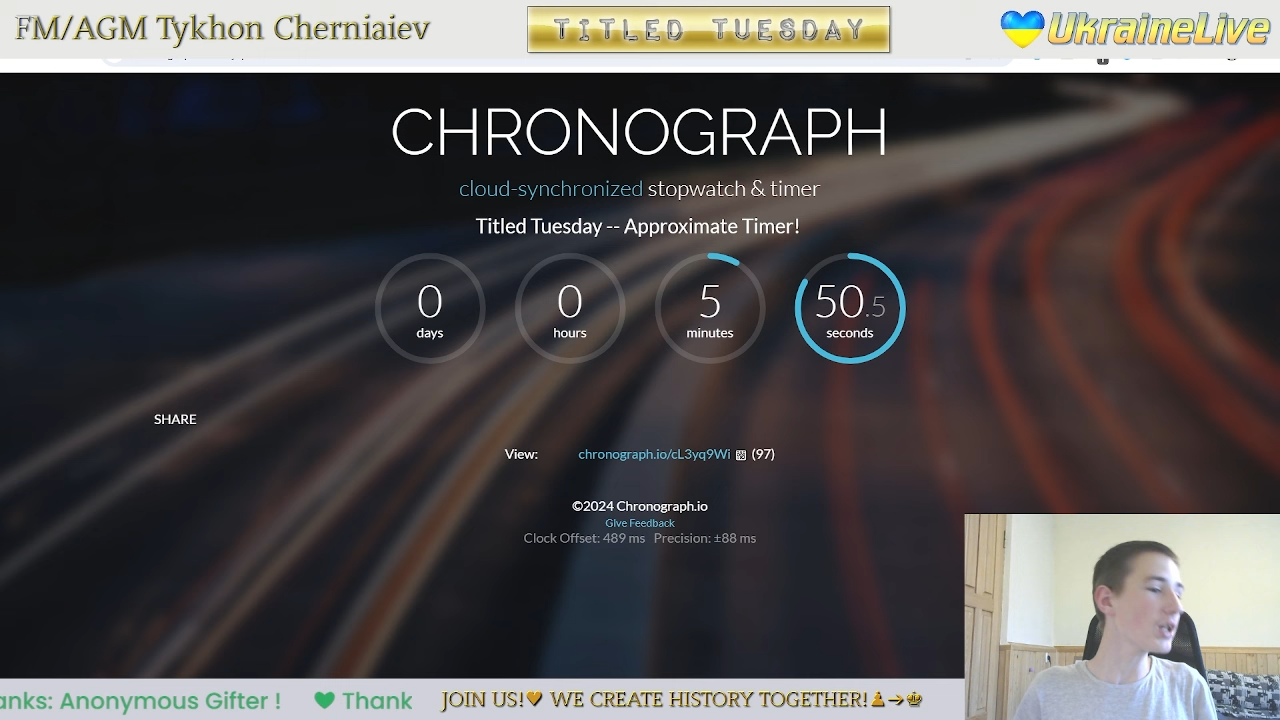 FM/AGM Tykhon Cherniaiev
TITLED TUESDAY
UkraineLive
CHRONOGRAPH
cloud-synchronized stopwatch & timer
Titled Tuesday -- Approximate Timer!
0 days
0 hours
5 minutes
50.5 seconds
SHARE
View: chronograph.io/cL3yq9Wi (97)
©2024 Chronograph.io
Give Feedback
Clock Offset: 489 ms Precision: ±88 ms
anks: Anonymous Gifter ! Thank
JOIN US! WE CREATE HISTORY TOGETHER!